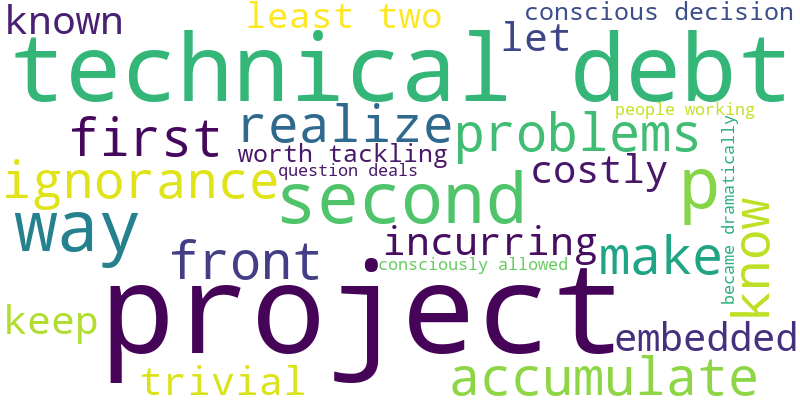 known
least two
conscious decision
technical debt
let
people working
first
realize
problems
worth tackling
question deals
costly
ignorance
second
p
became dramatically
know
way
front
incurring
consciously allowed
make
project
keep
embedded
trivial
accumulate